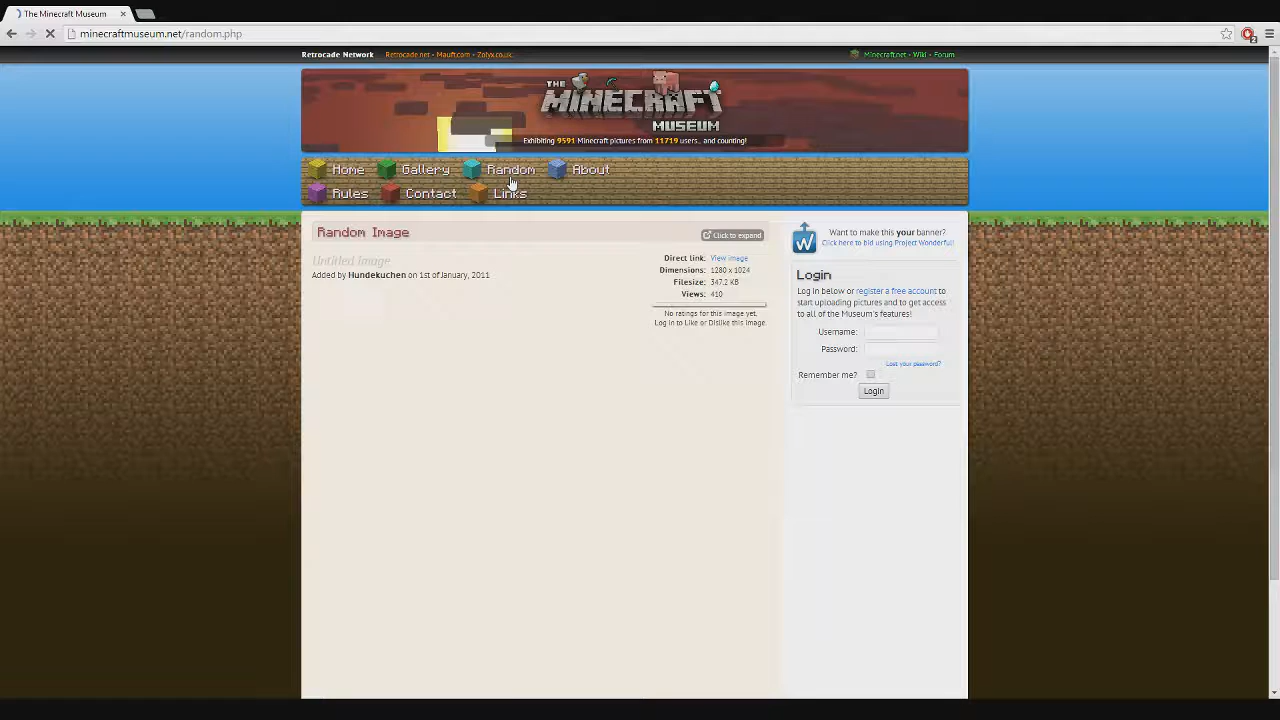 The Minecraft Museum
minecraftmuseum.net/random.php
2
Retrocade Network
Retrocade.net - Mauft.com - Zolyx.co.uk
Minecraft.net - Wiki - Forum
THE
MINECRAFT
MUSEUM
Exhibiting 9591 Minecraft pictures from 11719 users.. and counting!
Home
Gallery
Random
About
Rules
Contact
Links
Random Image
Click to expand
Untitled image
Added by Hundekuchen on 1st of January, 2011
Direct link: View image
Dimensions: 1280 x 1024
Filesize: 347.2 KB
Views: 410
No ratings for this image yet.
Log in to Like or Dislike this image.
W
Want to make this your banner?
Click here to bid using Project Wonderful!
Login
Log in below or register a free account to
start uploading pictures and to get access
to all of the Museum's features!
Username:
Password:
Lost your password?
Remember me?
Login